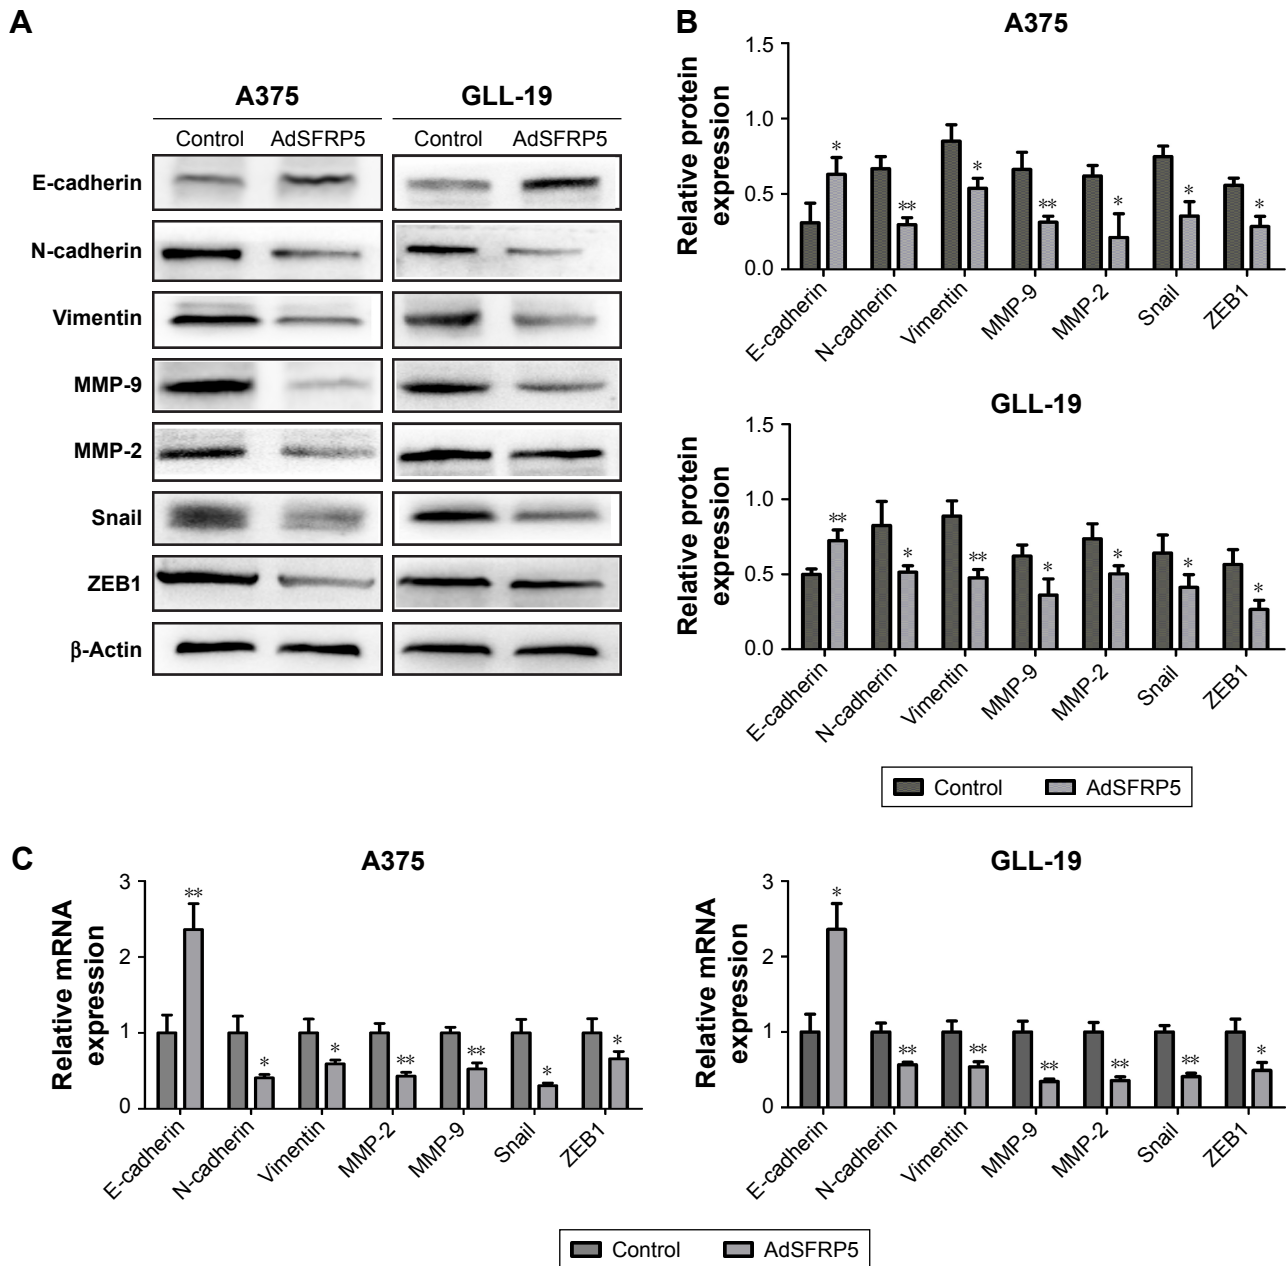 A
A375 GLL-19
Control AdSFRP5 Control AdSFRP5
E-cadherin
N-cadherin
Vimentin
MMP-9
MMP-2
Snail
ZEB1
β-Actin
B
A375
Relative protein
expression
1.5
1.0
0.5
0.0
* ** * ** * * *
E-cadherin N-cadherin Vimentin MMP-9 MMP-2 Snail ZEB1
GLL-19
Relative protein
expression
1.5
1.0
0.5
0.0
** * ** * * * *
E-cadherin N-cadherin Vimentin MMP-9 MMP-2 Snail ZEB1
Control AdSFRP5
C
A375
Relative mRNA
expression
3
2
1
0
** * * ** ** * *
E-cadherin N-cadherin Vimentin MMP-2 MMP-9 Snail ZEB1
GLL-19
Relative mRNA
expression
3
2
1
0
* ** ** ** ** ** *
E-cadherin N-cadherin Vimentin MMP-9 MMP-2 Snail ZEB1
Control AdSFRP5